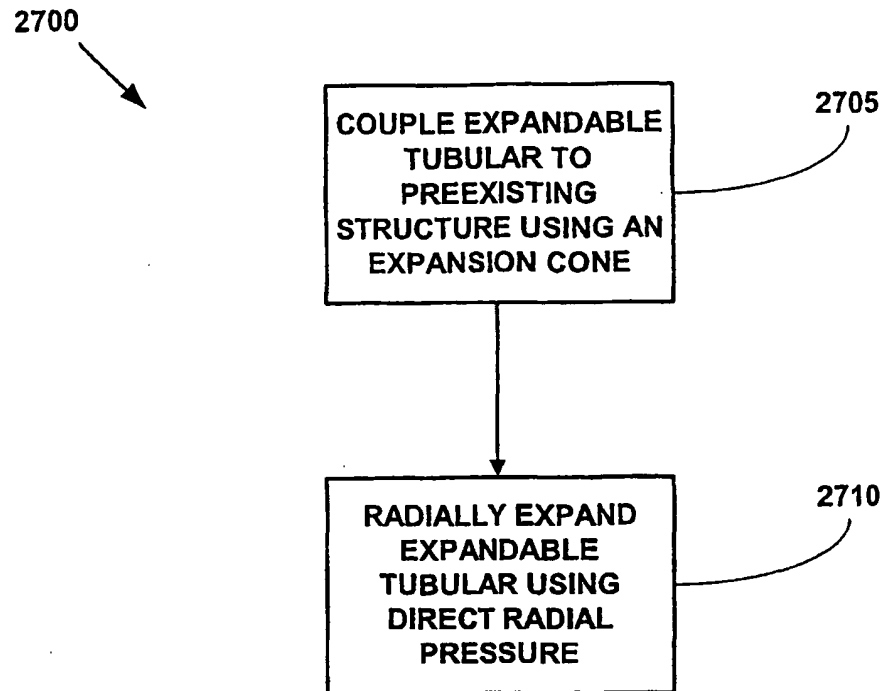 2700
COUPLE EXPANDABLE
TUBULAR TO
PREEXISTING
STRUCTURE USING AN
EXPANSION CONE
2705
RADIALLY EXPAND
EXPANDABLE
TUBULAR USING
DIRECT RADIAL
PRESSURE
2710